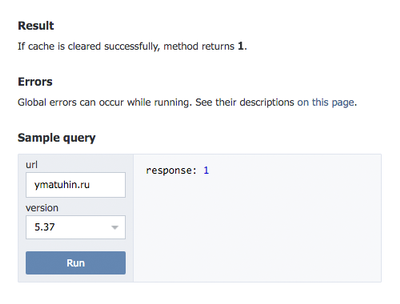 Result
If cache is cleared successfully, method returns 1.
Errors
Global errors can occur while running. See their descriptions on this page.
Sample query
url
ymatuhin.ru
version
5.37
Run
response: 1